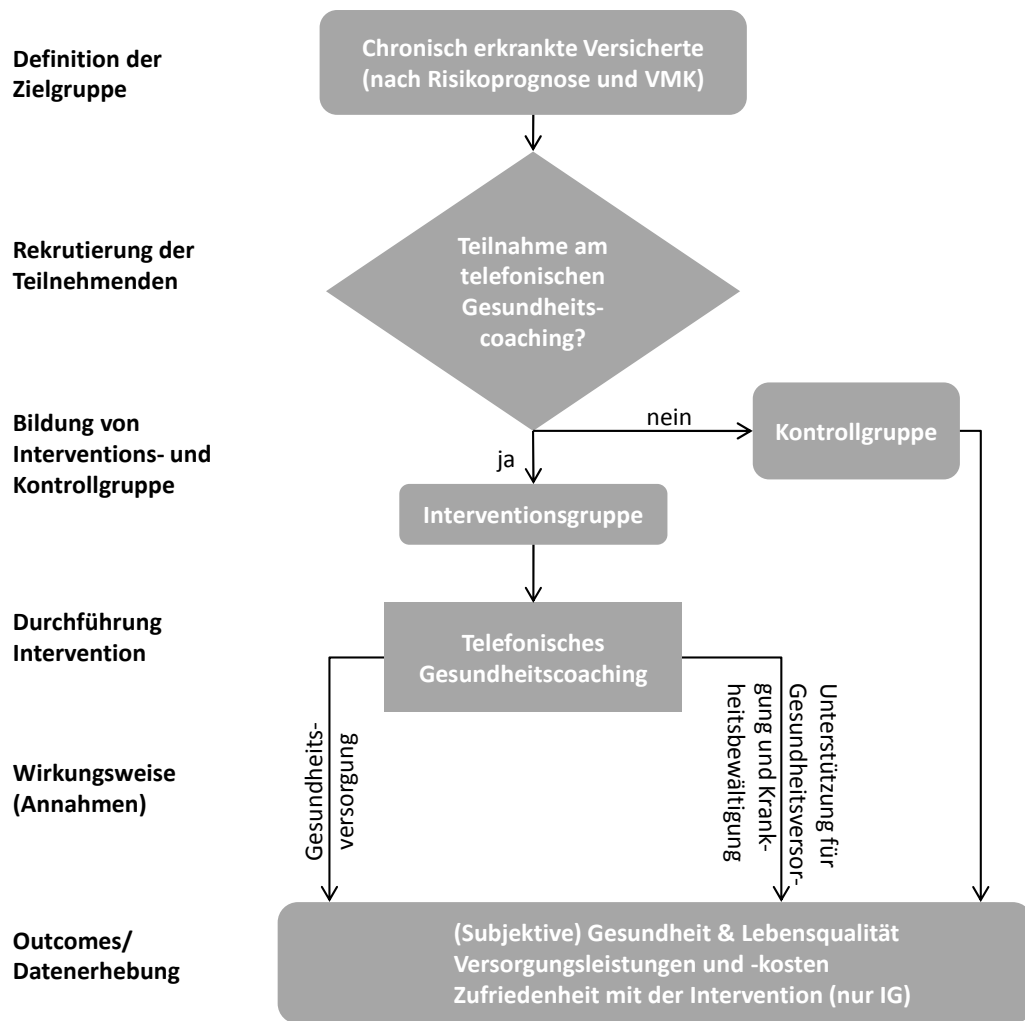 Definition der
Zielgruppe
Chronisch erkrankte Versicherte
(nach Risikoprognose und VMK)
Rekrutierung der
Teilnehmenden
Teilnahme am
telefonischen
Gesundheits-
coaching?
Bildung von
Interventions- und
Kontrollgruppe
nein
Kontrollgruppe
ja
Interventionsgruppe
Durchführung
Intervention
Telefonisches
Gesundheitscoaching
Wirkungsweise
(Annahmen)
Gesundheits-
versorgung
Unterstützung für
Gesundheitsversor-
gung und Krank-
heitsbewältigung
Outcomes/
Datenerhebung
(Subjektive) Gesundheit & Lebensqualität
Versorgungsleistungen und -kosten
Zufriedenheit mit der Intervention (nur IG)